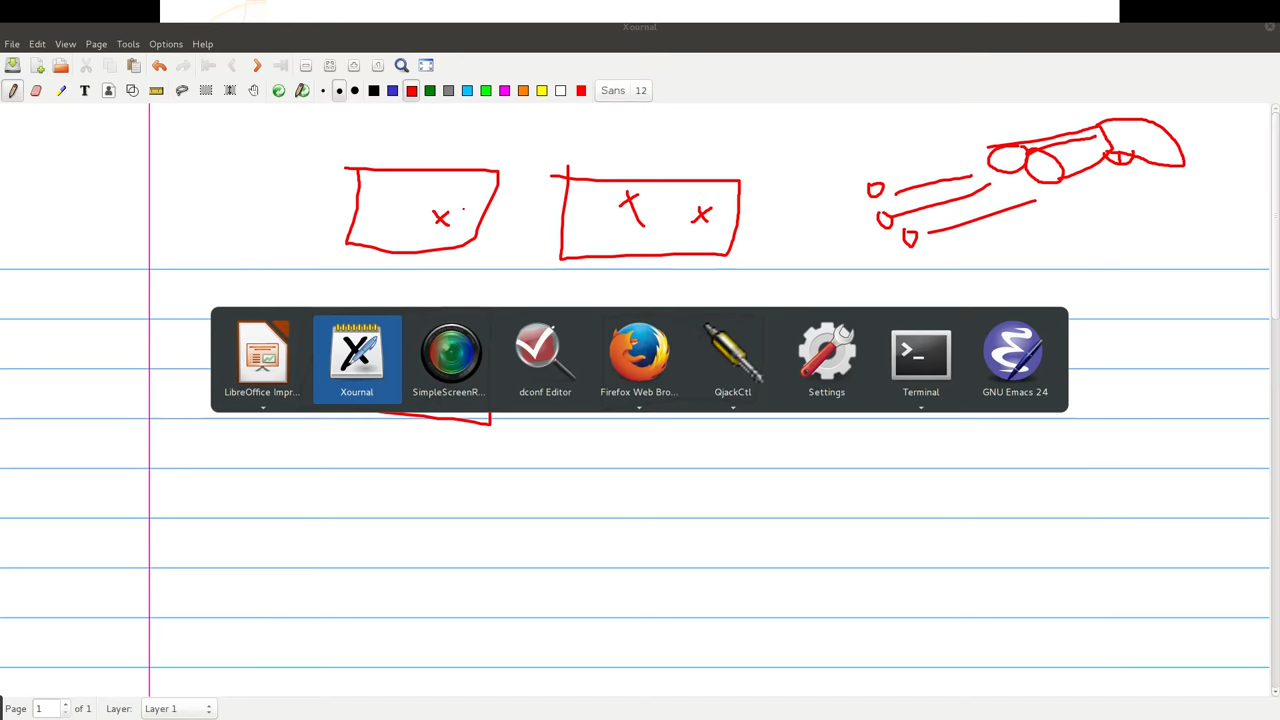 Xournal
File Edit View Page Tools Options Help
T Sans 12
x x x
LibreOffice Impr... Xournal SimpleScreenR... dconf Editor Firefox Web Bro... QjackCtl Settings Terminal GNU Emacs 24
Page 1 of 1 Layer: Layer 1